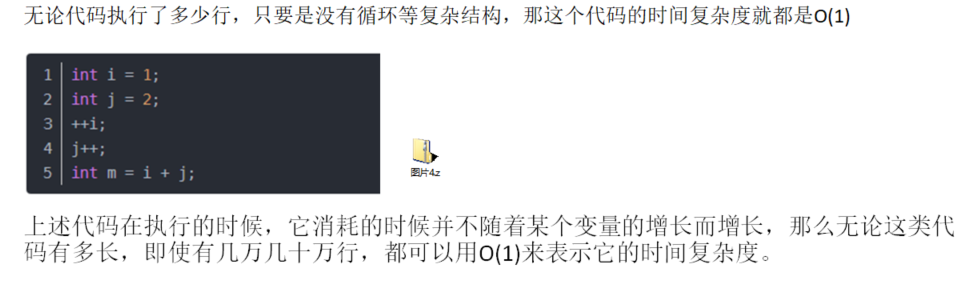 无论代码执行了多少行，只要是没有循环等复杂结构，那这个代码的时间复杂度就都是O(1)
1 int i = 1;
2 int j = 2;
3 ++i;
4 j++;
5 int m = i + j;
图片4.z
上述代码在执行的时候，它消耗的时候并不随着某个变量的增长而增长，那么无论这类代
码有多长，即使有几万几十万行，都可以用O(1)来表示它的时间复杂度。